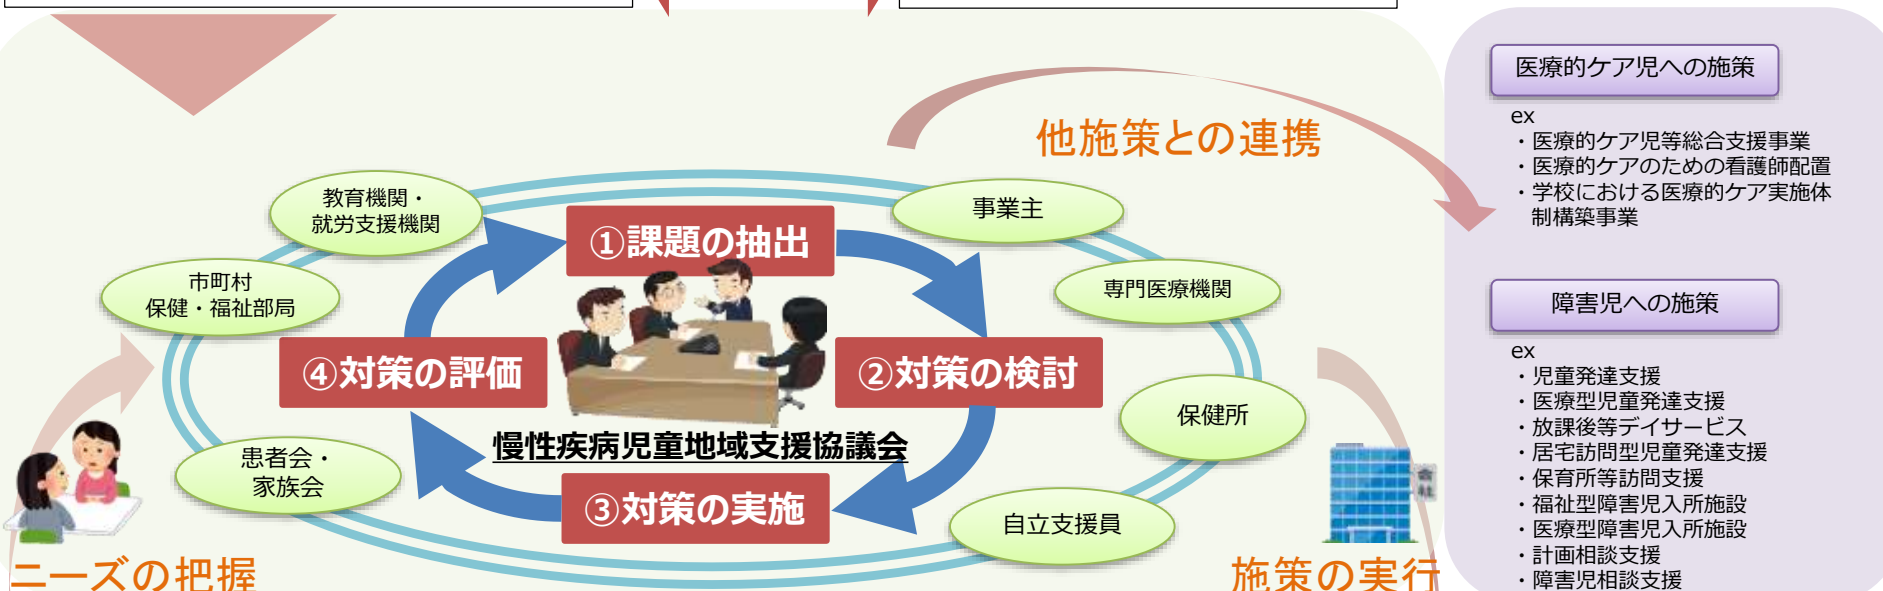 他施策との連携
教育機関・
就労支援機関
事業主
市町村
保健・福祉部局
専門医療機関
保健所
患者会・
家族会
自立支援員
①課題の抽出
②対策の検討
③対策の実施
④対策の評価
慢性疾病児童地域支援協議会
ニーズの把握
会社
施策の実行
医療的ケア児への施策
ex
・医療的ケア児等総合支援事業
・医療的ケアのための看護師配置
・学校における医療的ケア実施体
制構築事業
障害児への施策
ex
・児童発達支援
・医療型児童発達支援
・放課後等デイサービス
・居宅訪問型児童発達支援
・保育所等訪問支援
・福祉型障害児入所施設
・医療型障害児入所施設
・計画相談支援
・障害児相談支援